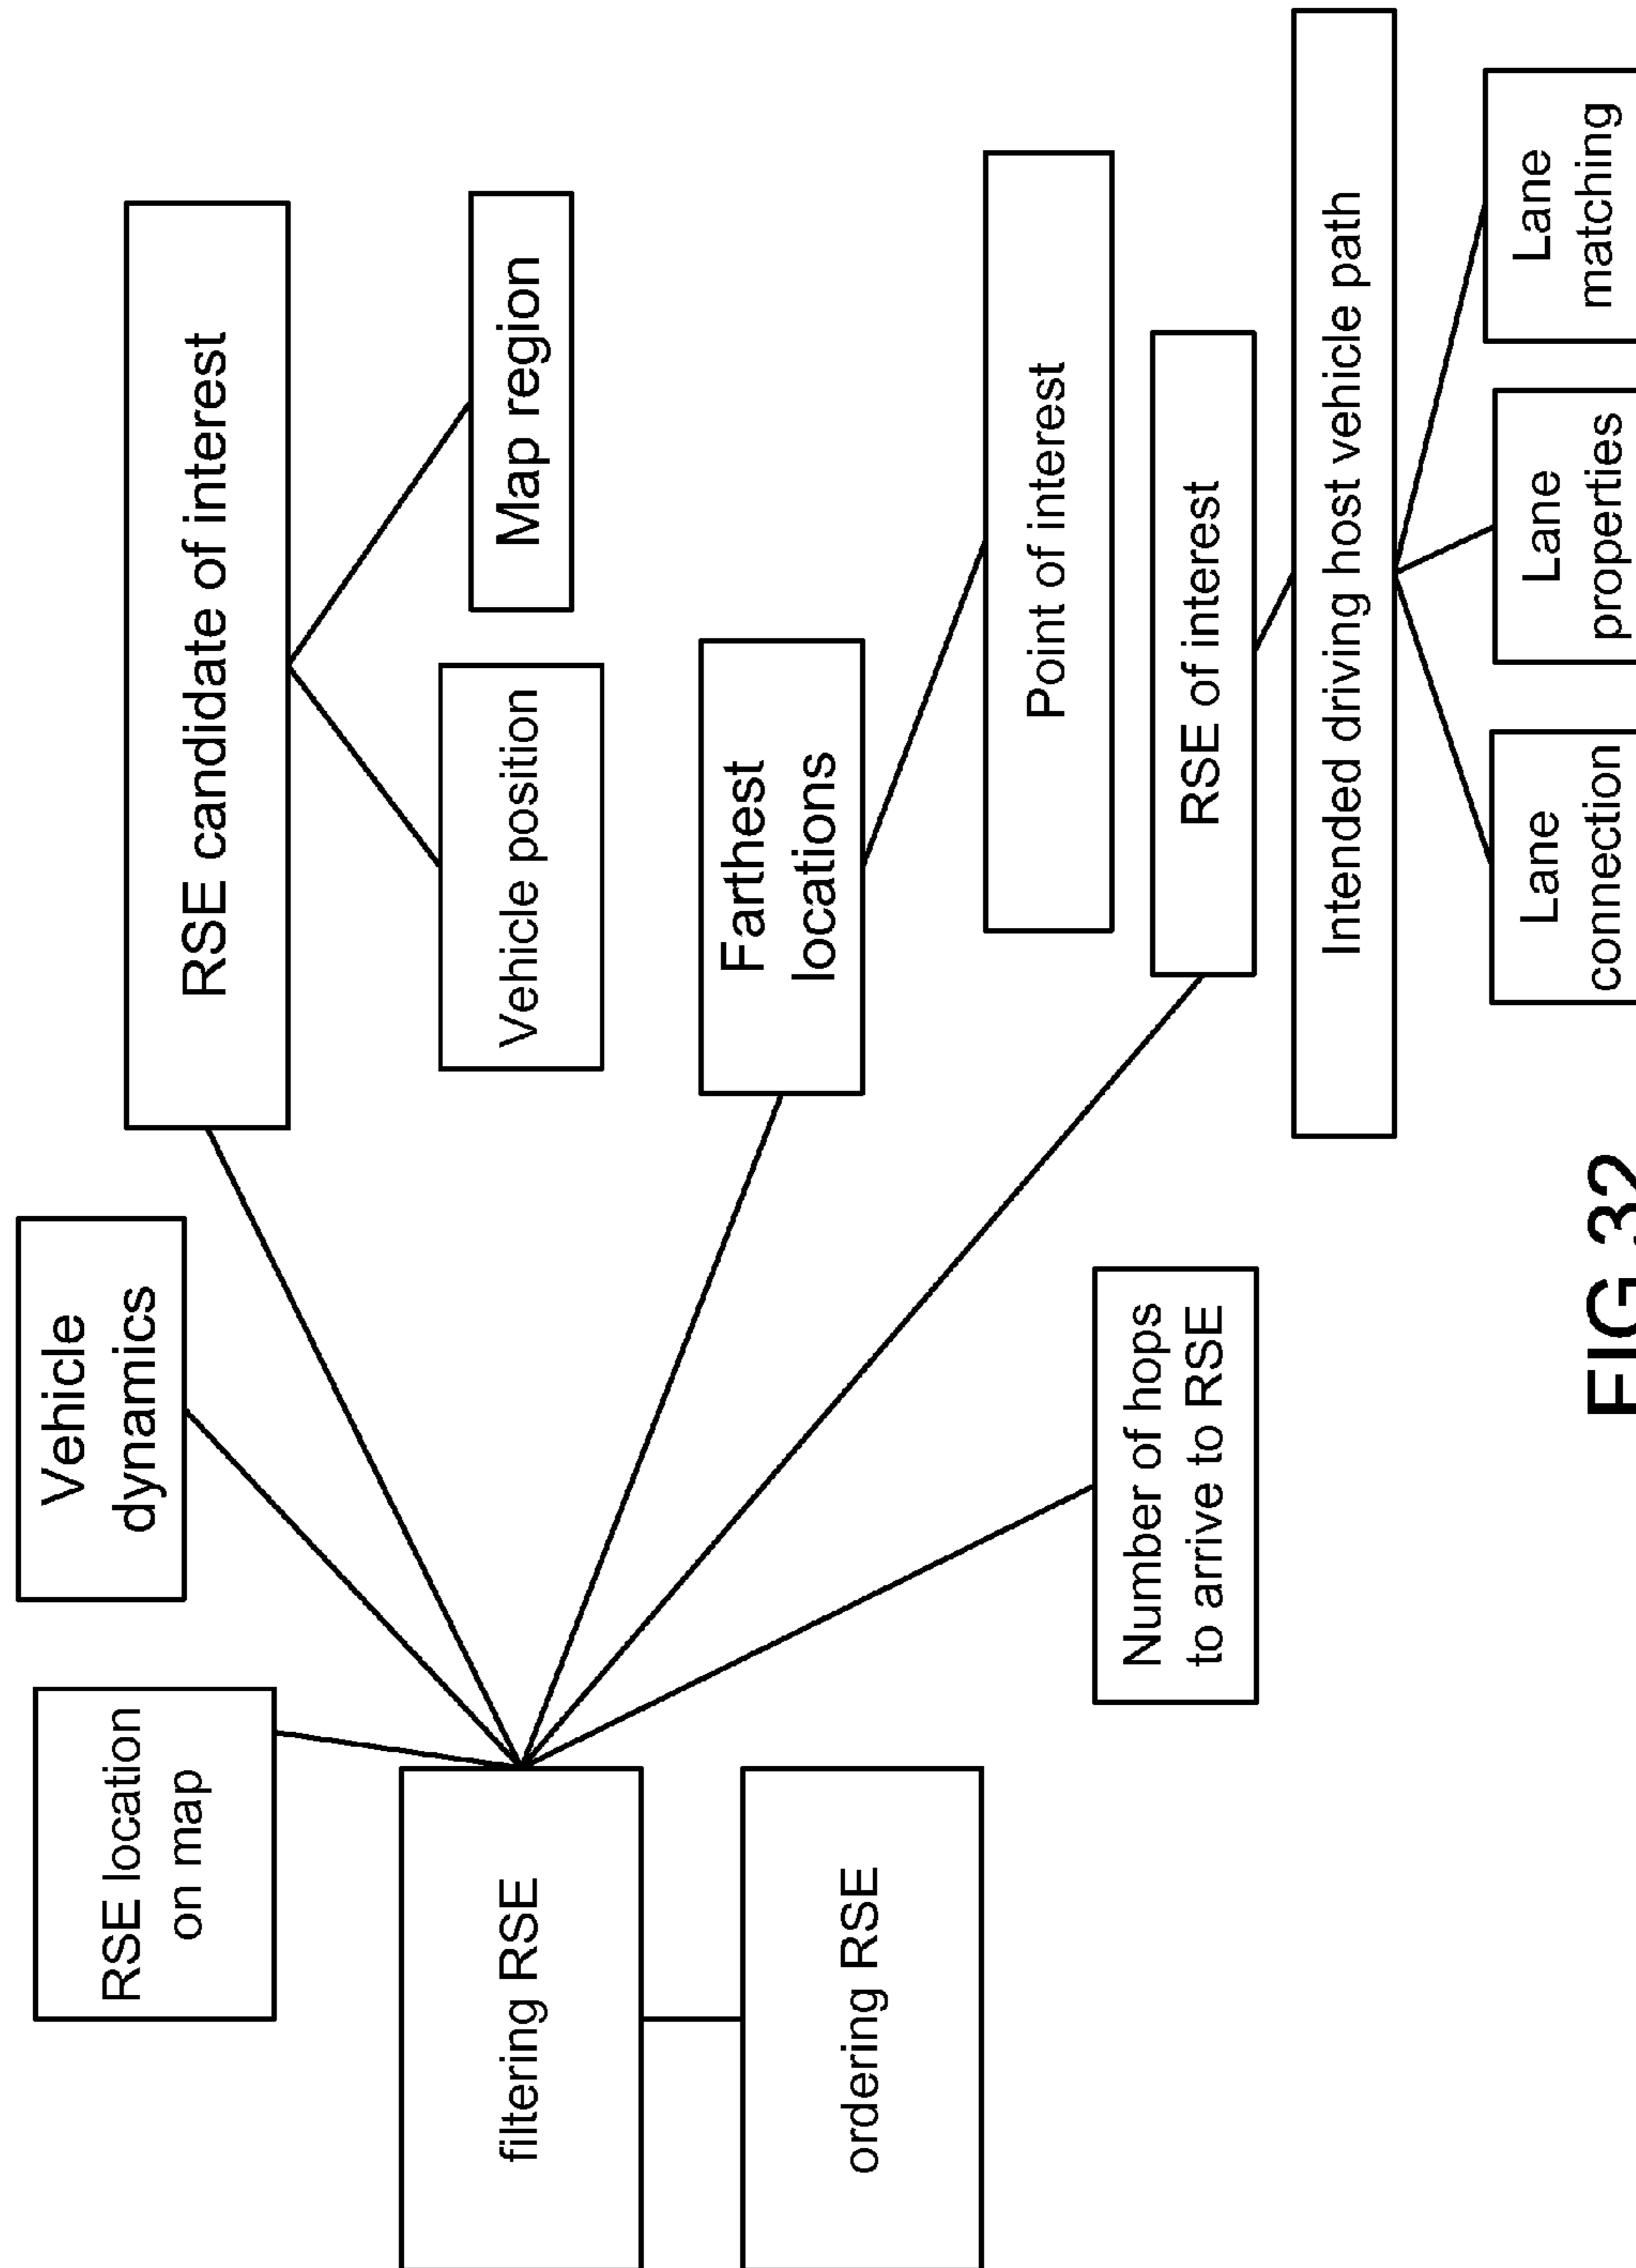 RSE location
on map
Vehicle
dynamics
RSE candidate of interest
filtering RSE
Vehicle position
Map region
ordering RSE
Farthest
locations
Point of interest
Number of hops
to arrive to RSE
RSE of interest
Intended driving host vehicle path
Lane
connection
Lane
properties
Lane
matching
FIG.32